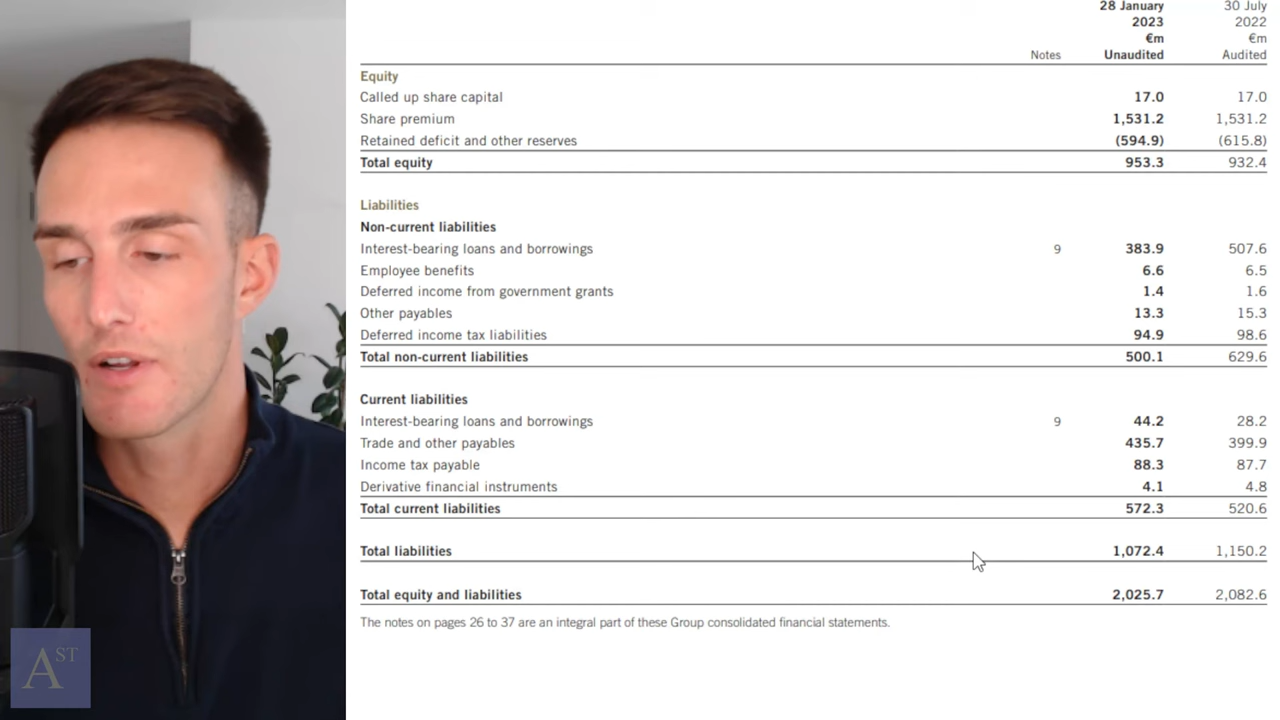 28 January 30 July
2023 2022
€m €m
Notes Unaudited Audited
Equity
Called up share capital 17.0 17.0
Share premium 1,531.2 1,531.2
Retained deficit and other reserves (594.9) (615.8)
Total equity 953.3 932.4
Liabilities
Non-current liabilities
Interest-bearing loans and borrowings 9 383.9 507.6
Employee benefits 6.6 6.5
Deferred income from government grants 1.4 1.6
Other payables 13.3 15.3
Deferred income tax liabilities 94.9 98.6
Total non-current liabilities 500.1 629.6
Current liabilities
Interest-bearing loans and borrowings 9 44.2 28.2
Trade and other payables 435.7 399.9
Income tax payable 88.3 87.7
Derivative financial instruments 4.1 4.8
Total current liabilities 572.3 520.6
Total liabilities 1,072.4 1,150.2
Total equity and liabilities 2,025.7 2,082.6
The notes on pages 26 to 37 are an integral part of these Group consolidated financial statements.
AST